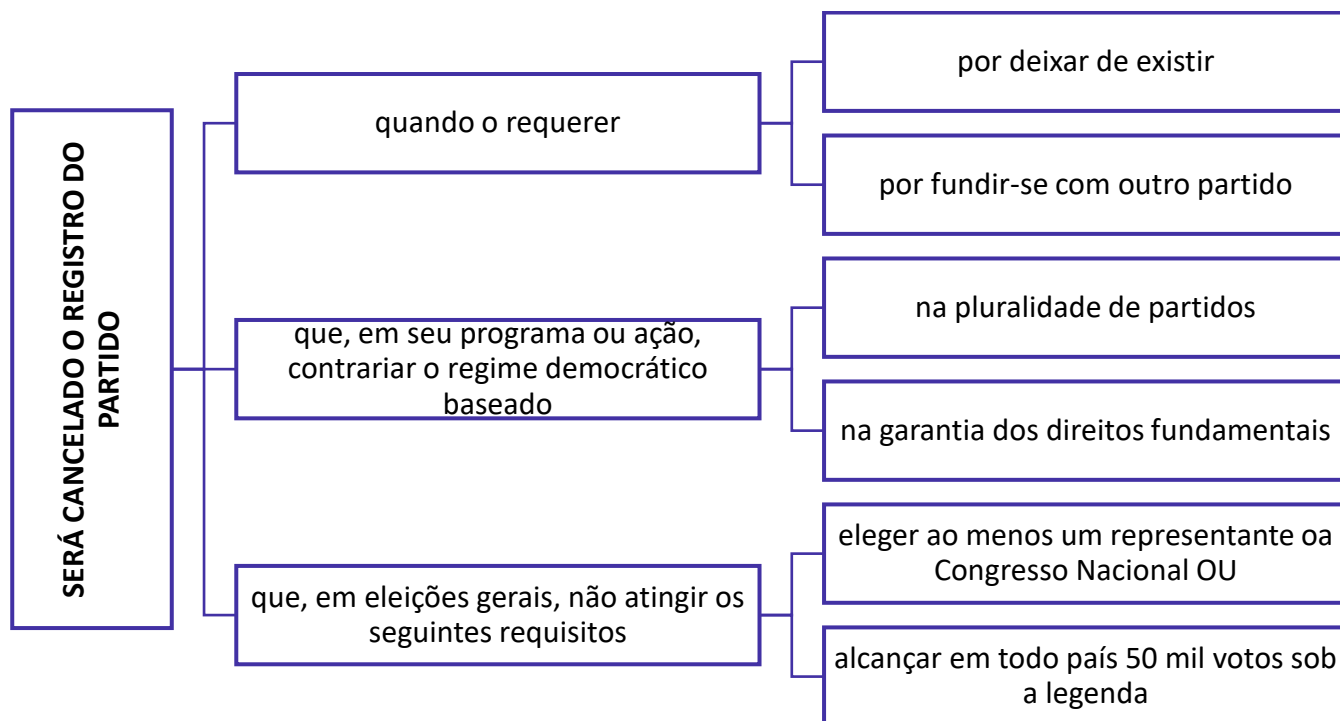 SERÁ CANCELADO O REGISTRO DO
PARTIDO
quando o requerer
por deixar de existir
por fundir-se com outro partido
que, em seu programa ou ação,
contrariar o regime democrático
baseado
na pluralidade de partidos
na garantia dos direitos fundamentais
que, em eleições gerais, não atingir os
seguintes requisitos
eleger ao menos um representante oa
Congresso Nacional OU
alcançar em todo país 50 mil votos sob
a legenda